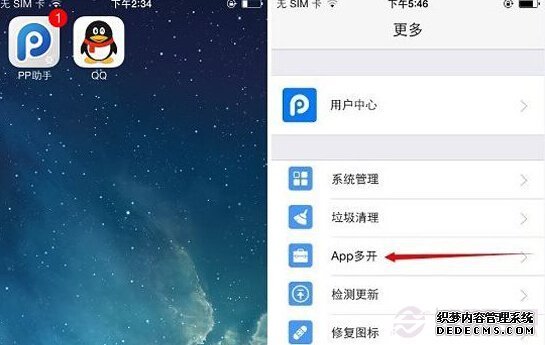 无 SIM 卡
下午2:34
1
PP助手
QQ
无 SIM 卡
下午5:46
更多
用户中心
系统管理
垃圾清理
App多开
检测更新
修复图标
织梦内容管理系统
DEDECMS.COM